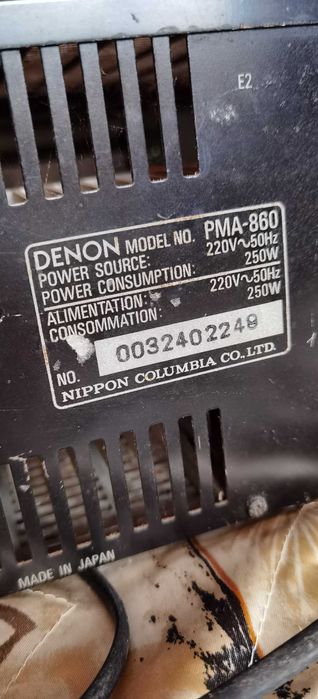 E2
DENON MODEL NO. PMA-860
POWER SOURCE: 220V~50Hz
POWER CONSUMPTION: 250W
ALIMENTATION: 220V~50Hz
CONSOMMATION: 250W
NO. 0032402249
NIPPON COLUMBIA CO., LTD.
MADE IN JAPAN